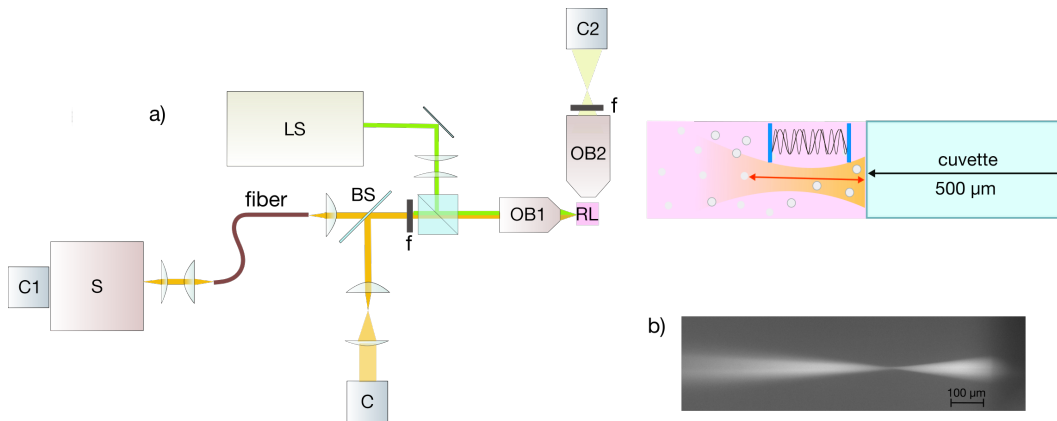 a)
LS
C2
f
OB2
fiber
BS
f
OB1
RL
C1
S
C
cuvette
500 µm
b)
100 µm